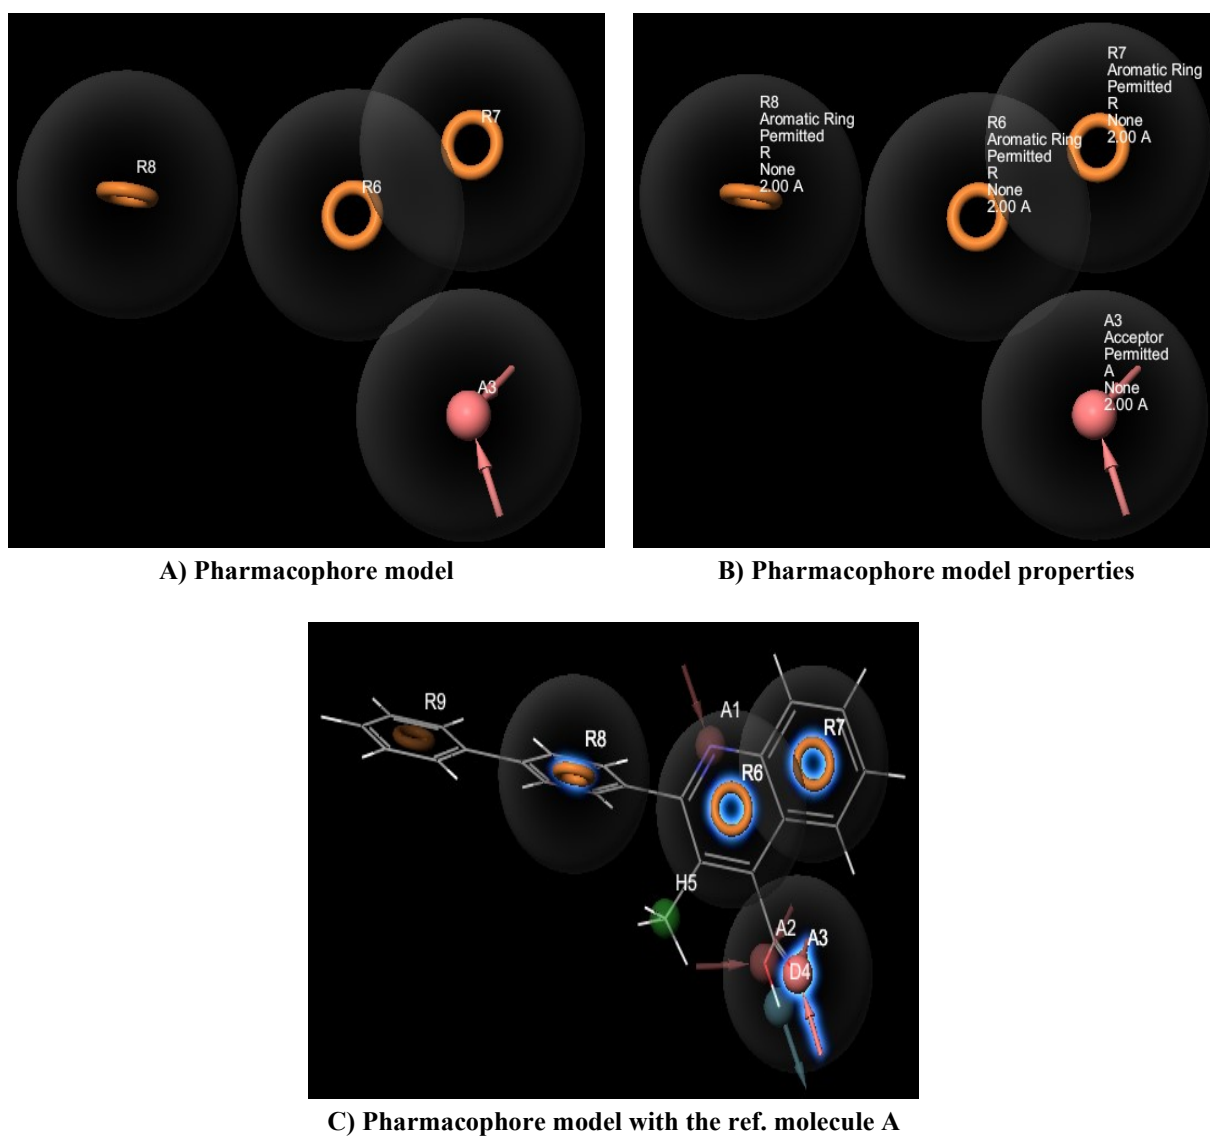 R8
R6
R7
A3
R8
Aromatic Ring
Permitted
R
None
2.00 A
R6
Aromatic Ring
Permitted
R
None
2.00 A
R7
Aromatic Ring
Permitted
R
None
2.00 A
A3
Acceptor
Permitted
A
None
2.00 A
A) Pharmacophore model
B) Pharmacophore model properties
R9
R8
A1
R7
R6
H5
A2
A3
D4
C) Pharmacophore model with the ref. molecule A